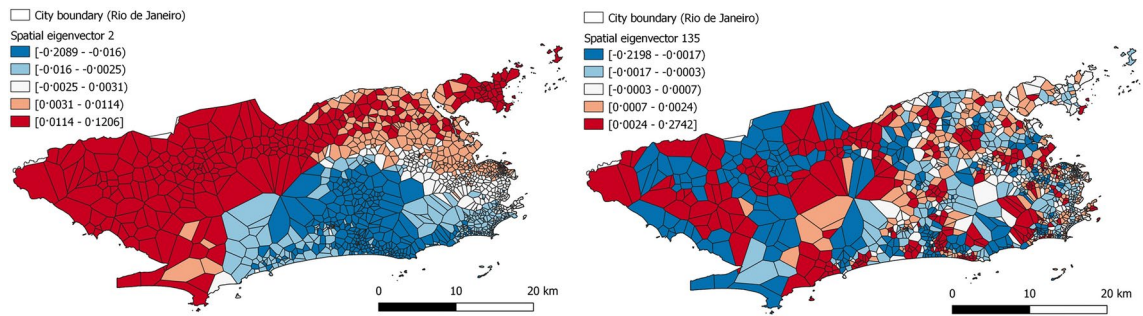 City boundary (Rio de Janeiro)
Spatial eigenvector 2
[-0·2089 - -0·016)
[-0·016 - -0·0025)
[-0·0025 - 0·0031)
[0·0031 - 0·0114)
[0·0114 - 0·1206]
0 10 20 km
City boundary (Rio de Janeiro)
Spatial eigenvector 135
[-0·2198 - -0·0017)
[-0·0017 - -0·0003)
[-0·0003 - 0·0007)
[0·0007 - 0·0024)
[0·0024 - 0·2742]
0 10 20 km